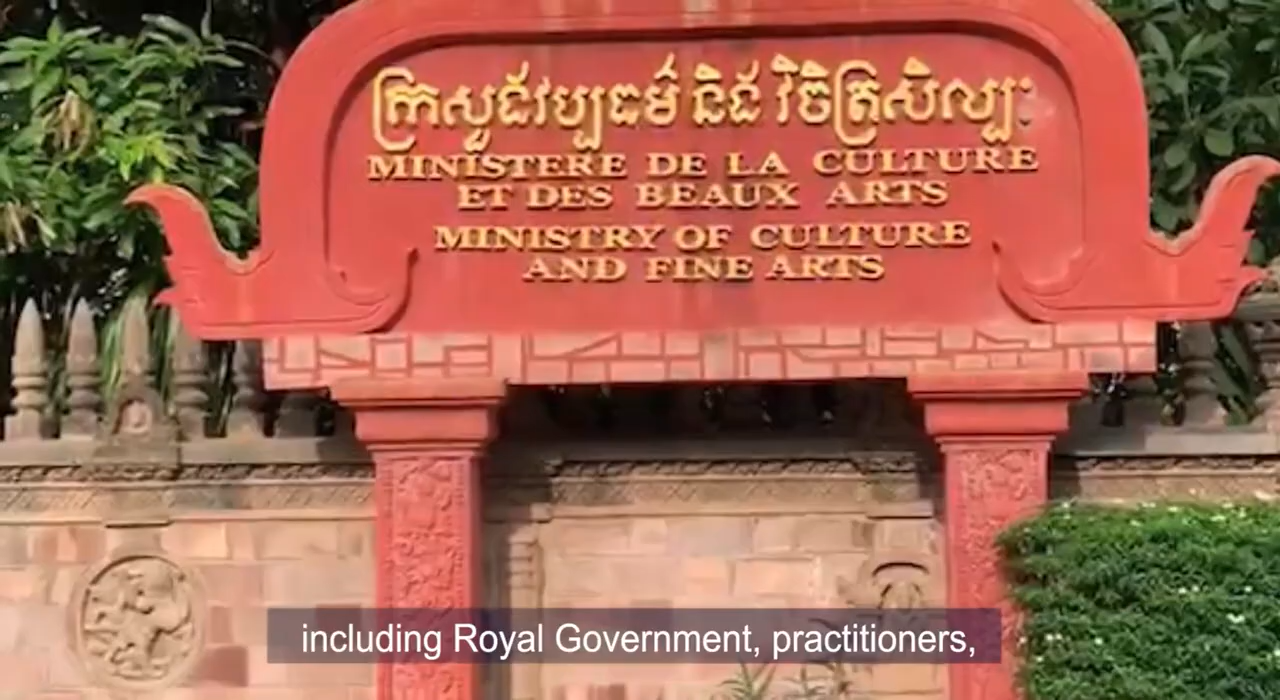 ក្រសួងវប្បធម៌ និង វិចិត្រសិល្បៈ
MINISTERE DE LA CULTURE
ET DES BEAUX ARTS
MINISTRY OF CULTURE
AND FINE ARTS
including Royal Government, practitioners,